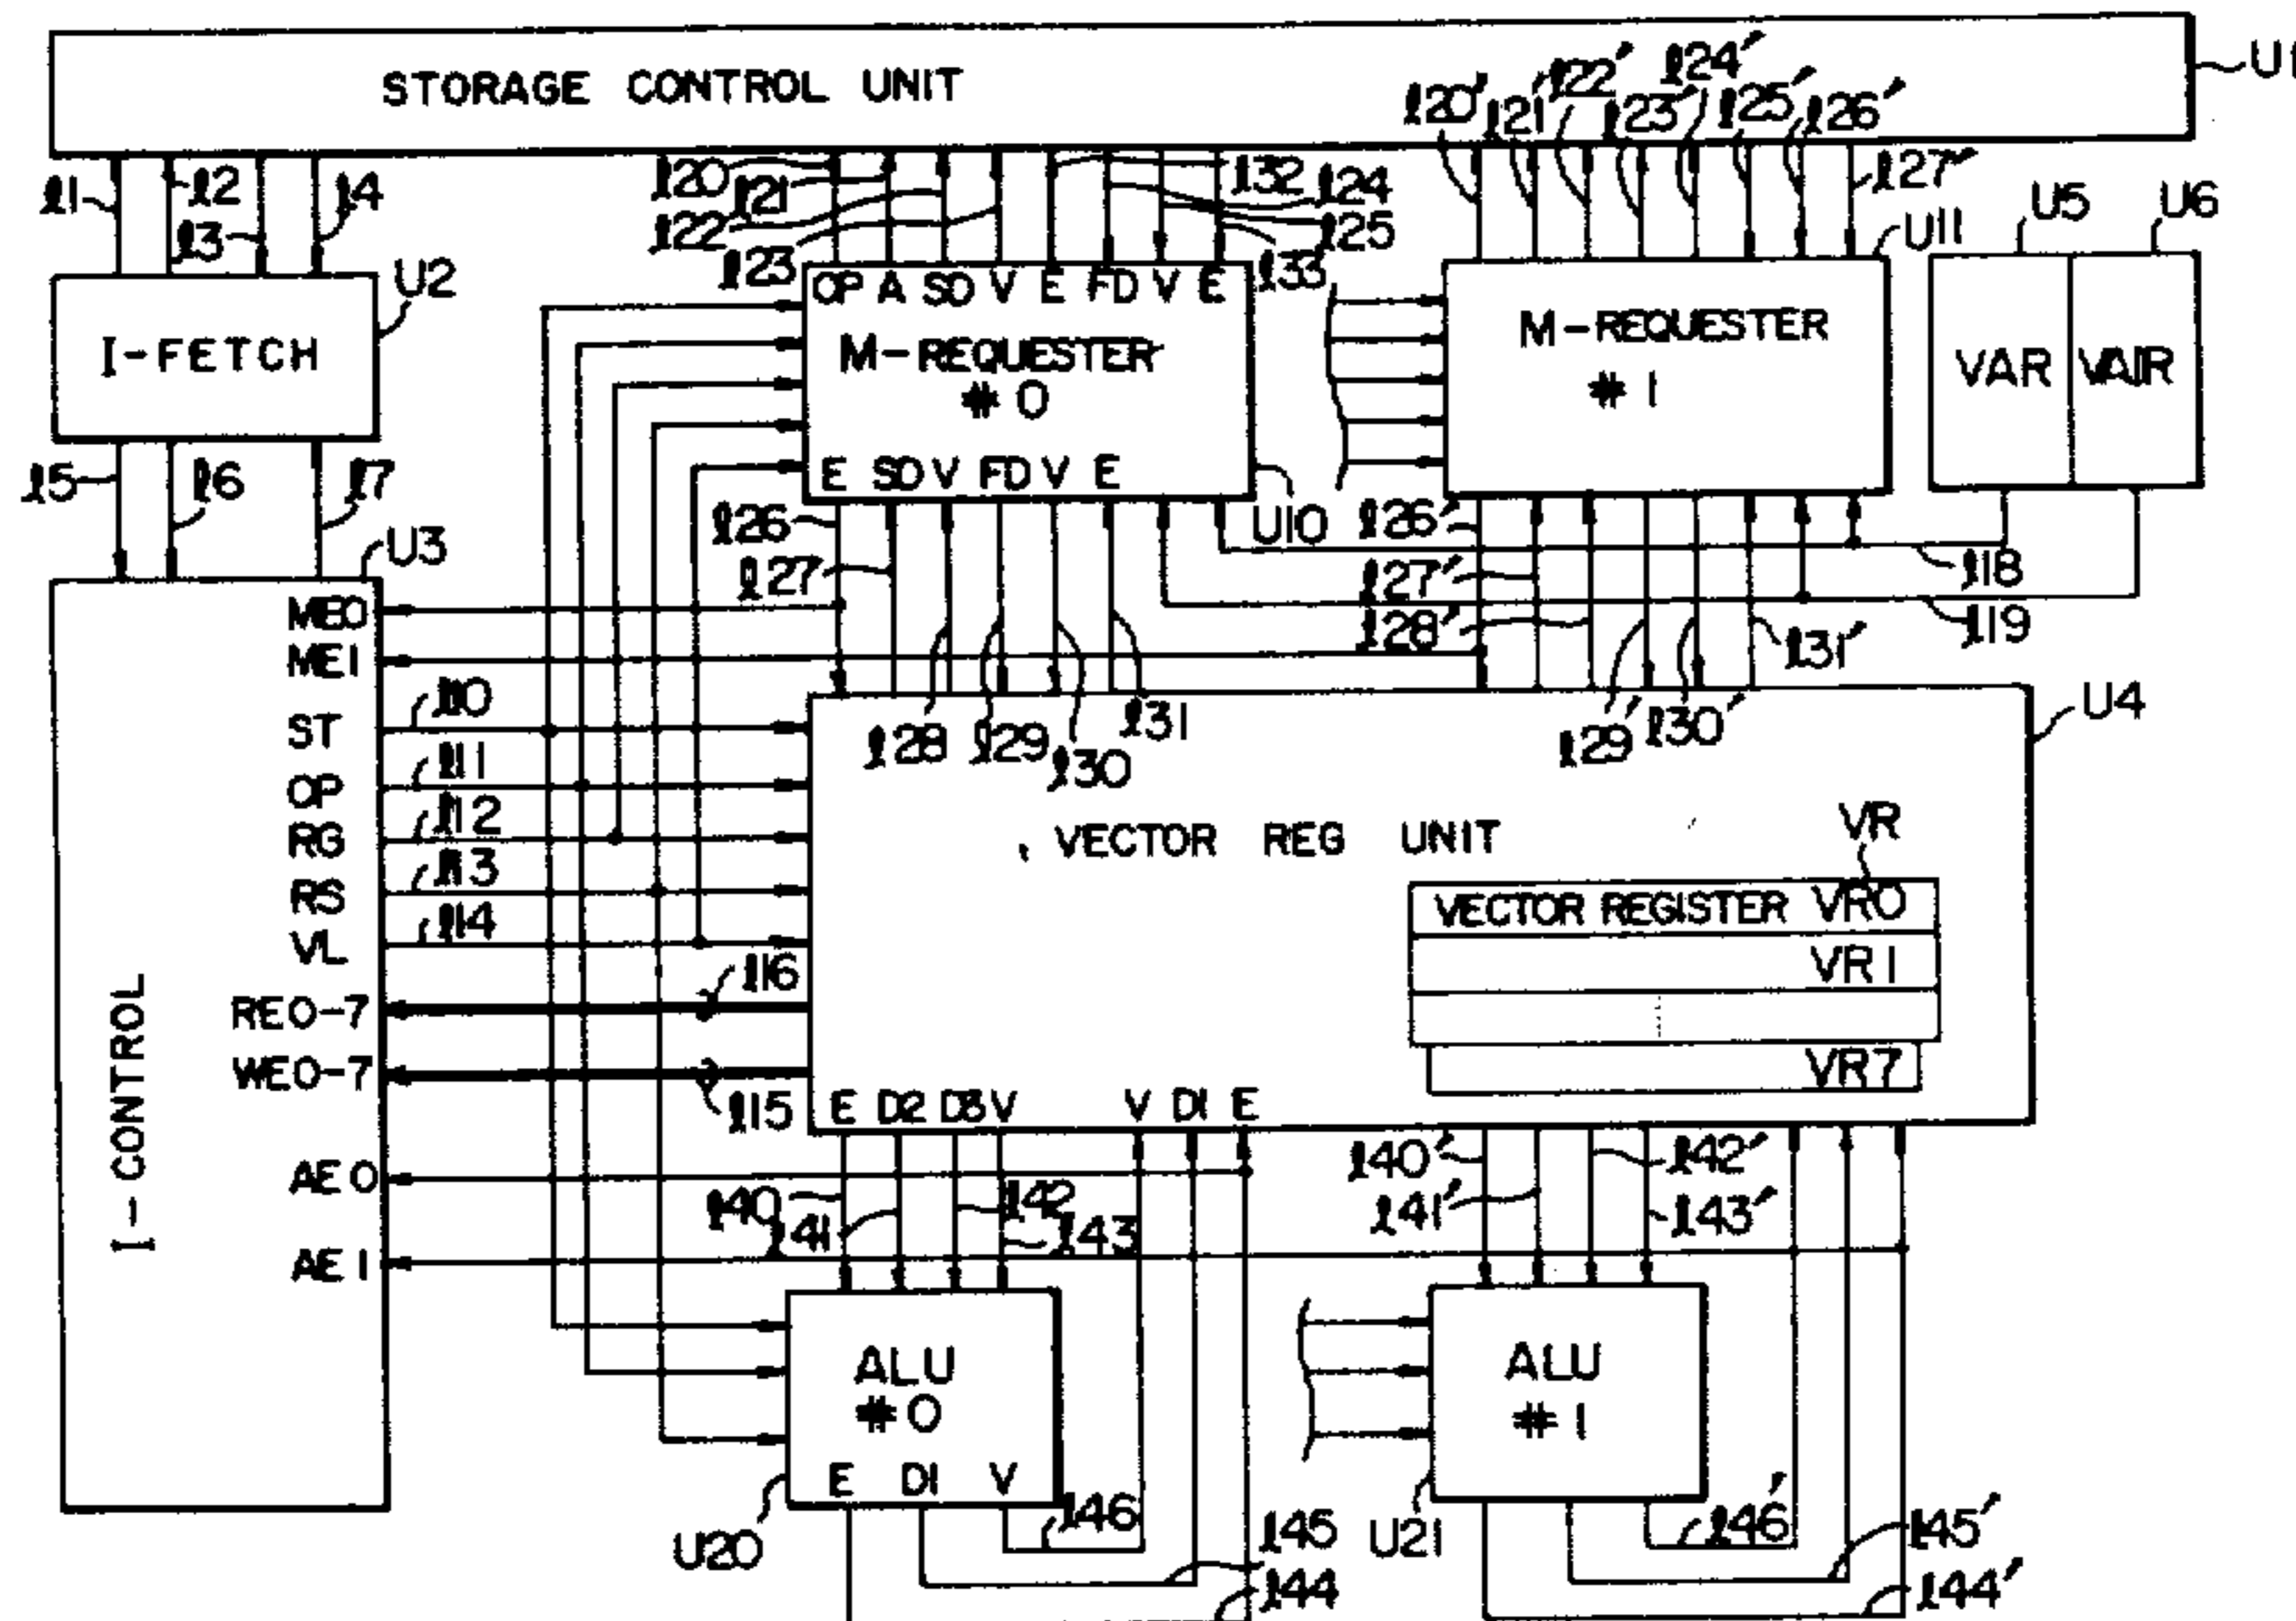 STORAGE CONTROL UNIT
U1
l20' l21' l22' l23' l24' l25' l26' l27'
l1 l2 l3 l4
l20 l21 l22 l23 l32 l24 l25 l33
U2
I-FETCH
OP A SD V E FD V E
M-REQUESTER
#0
E SD V FD V E
U10
U11
M-REQUESTER
#1
U5 U6
VAR VAIR
l5 l6 l7
l26 l27
l26' l27' l28'
l18
l19
U3
I-CONTROL
ME0
ME1
ST l10
OP l11
RG l12
RS l13
VL l14
RE0-7 l16
WE0-7 l15
AE0
AE1
l28 l29 l30 l31
l29' l30' l31'
U4
VECTOR REG UNIT
VR
VECTOR REGISTER VR0
VR1
VR7
E D2 D3 V
V D1 E
l40 l41 l42 l43
l40' l41' l42' l43'
ALU
#0
E D1 V
U20
l46
l45
l44
ALU
#1
U21
l46'
l45'
l44'